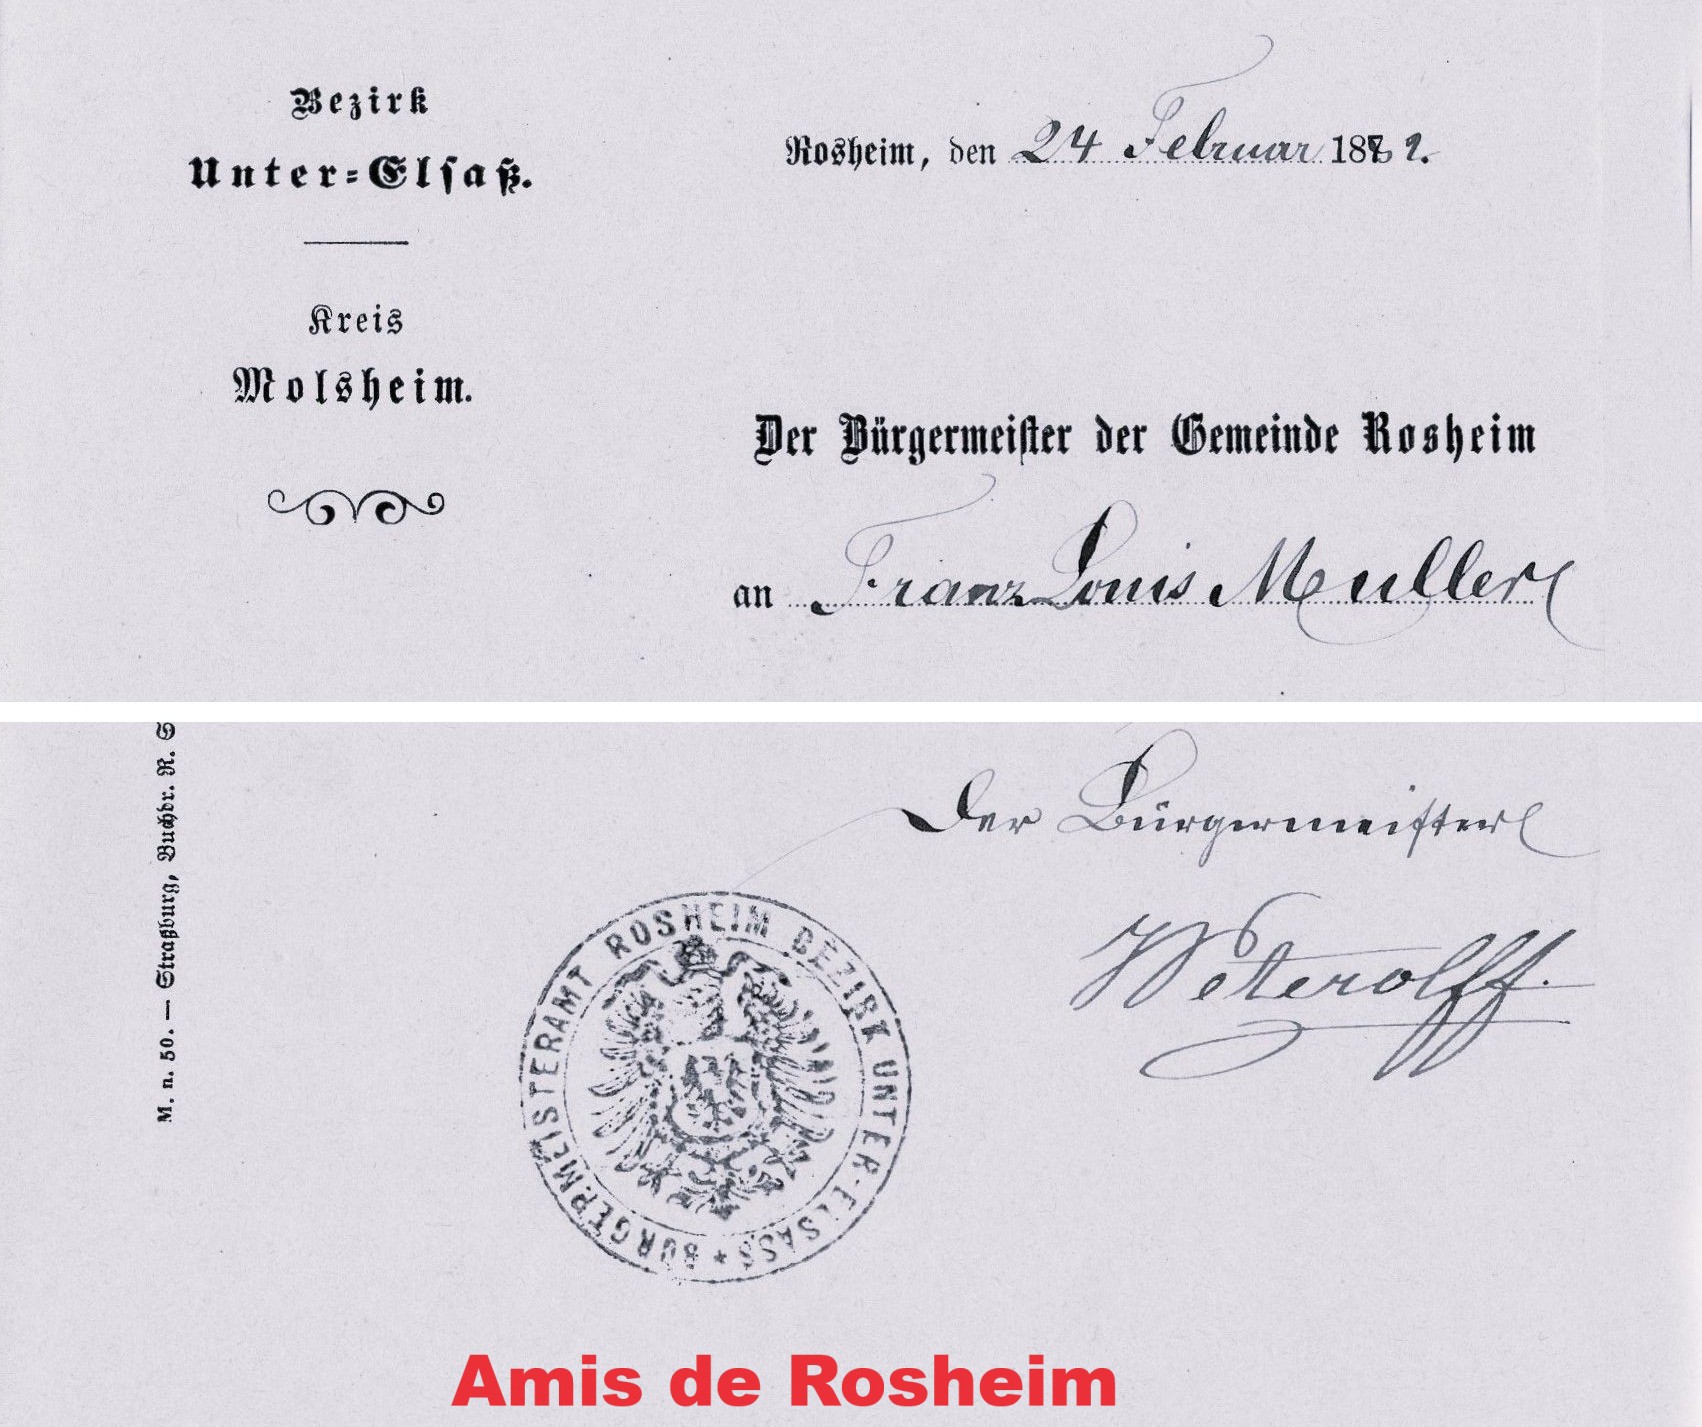 Bezirk
Unter-Elsaß.
Kreis
Molsheim.
Rosheim, den 24 Februar 1882.
Der Bürgermeister der Gemeinde Rosheim
an Franz Louis Muller
M. n. 50. — Straßburg, Buchdr. R. S
Der Bürgermeister
Weterolff.
BÜRGERMEISTERAMT ROSHEIM BEZIRK UNTER-ELSASS *
Amis de Rosheim